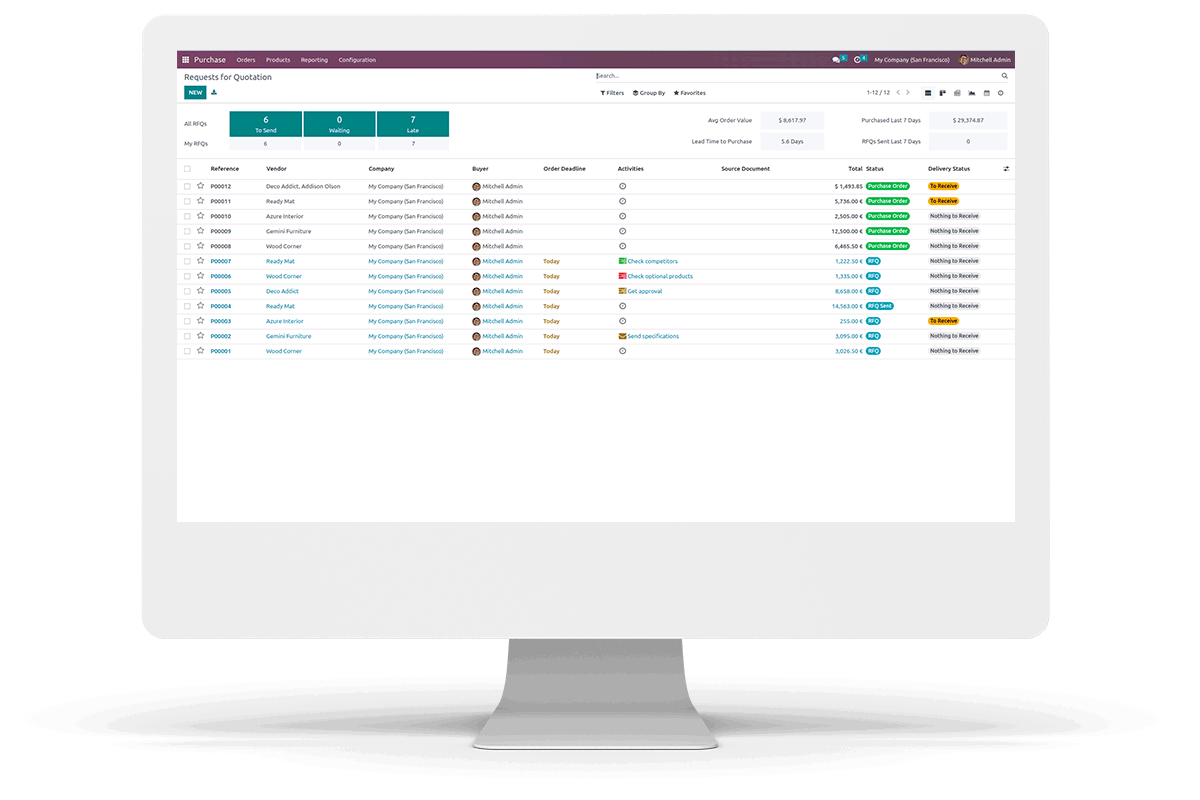 Purchase Orders Products Reporting Configuration 5 4 My Company (San Francisco) Mitchell Admin
Requests for Quotation Search...
NEW Filters Group By Favorites 1-12 / 12
All RFQs 6 To Send 0 Waiting 7 Late Avg Order Value $ 8,617.97 Purchased Last 7 Days $ 29,374.87
My RFQs 6 0 7 Lead Time to Purchase 5.6 Days RFQs Sent Last 7 Days 0
Reference Vendor Company Buyer Order Deadline Activities Source Document Total Status Delivery Status
P00012 Deco Addict, Addison Olson My Company (San Francisco) Mitchell Admin $ 1,493.85 Purchase Order To Receive
P00011 Ready Mat My Company (San Francisco) Mitchell Admin 5,736.00 € Purchase Order To Receive
P00010 Azure Interior My Company (San Francisco) Mitchell Admin 2,505.00 € Purchase Order Nothing to Receive
P00009 Gemini Furniture My Company (San Francisco) Mitchell Admin 12,500.00 € Purchase Order Nothing to Receive
P00008 Wood Corner My Company (San Francisco) Mitchell Admin 6,465.50 € Purchase Order Nothing to Receive
P00007 Ready Mat My Company (San Francisco) Mitchell Admin Today Check competitors 1,222.50 € RFQ Nothing to Receive
P00006 Wood Corner My Company (San Francisco) Mitchell Admin Today Check optional products 1,335.00 € RFQ Nothing to Receive
P00005 Deco Addict My Company (San Francisco) Mitchell Admin Today Get approval 8,658.00 € RFQ Nothing to Receive
P00004 Ready Mat My Company (San Francisco) Mitchell Admin Today 14,563.00 € RFQ Sent Nothing to Receive
P00003 Azure Interior My Company (San Francisco) Mitchell Admin Today 255.00 € RFQ To Receive
P00002 Gemini Furniture My Company (San Francisco) Mitchell Admin Today Send specifications 3,095.00 € RFQ Nothing to Receive
P00001 Wood Corner My Company (San Francisco) Mitchell Admin Today 3,026.50 € RFQ Nothing to Receive